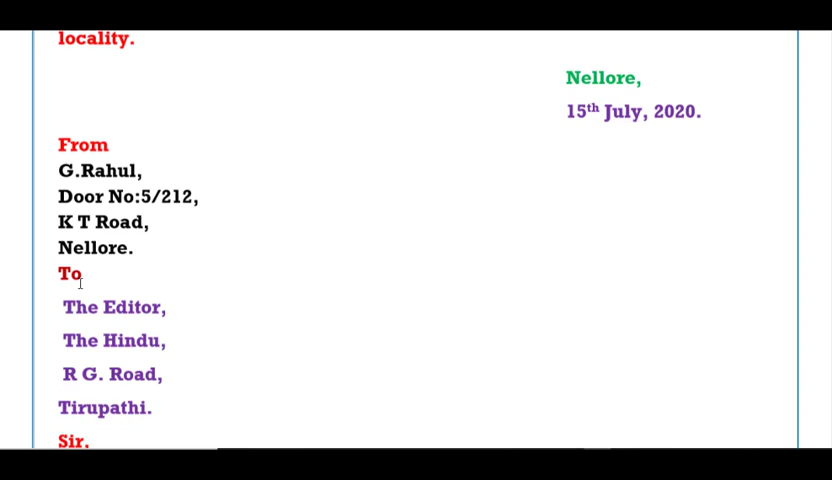 locality.
Nellore,
15th July, 2020.
From
G.Rahul,
Door No:5/212,
K T Road,
Nellore.
To
The Editor,
The Hindu,
R G. Road,
Tirupathi.
Sir,